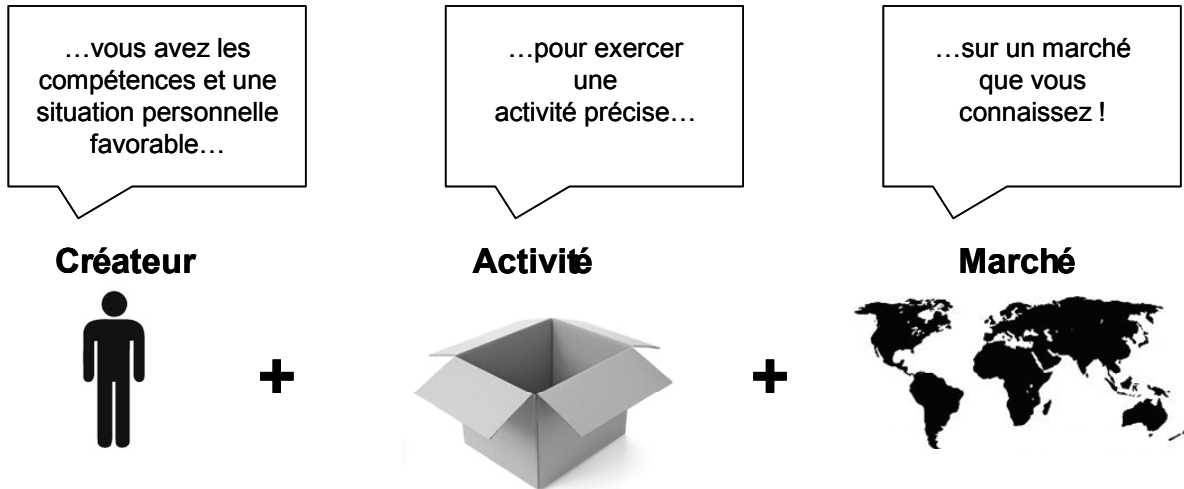 …vous avez les
compétences et une
situation personnelle
favorable…
…pour exercer
une
activité précise…
…sur un marché
que vous
connaissez !
Créateur
Activité
Marché
+
+